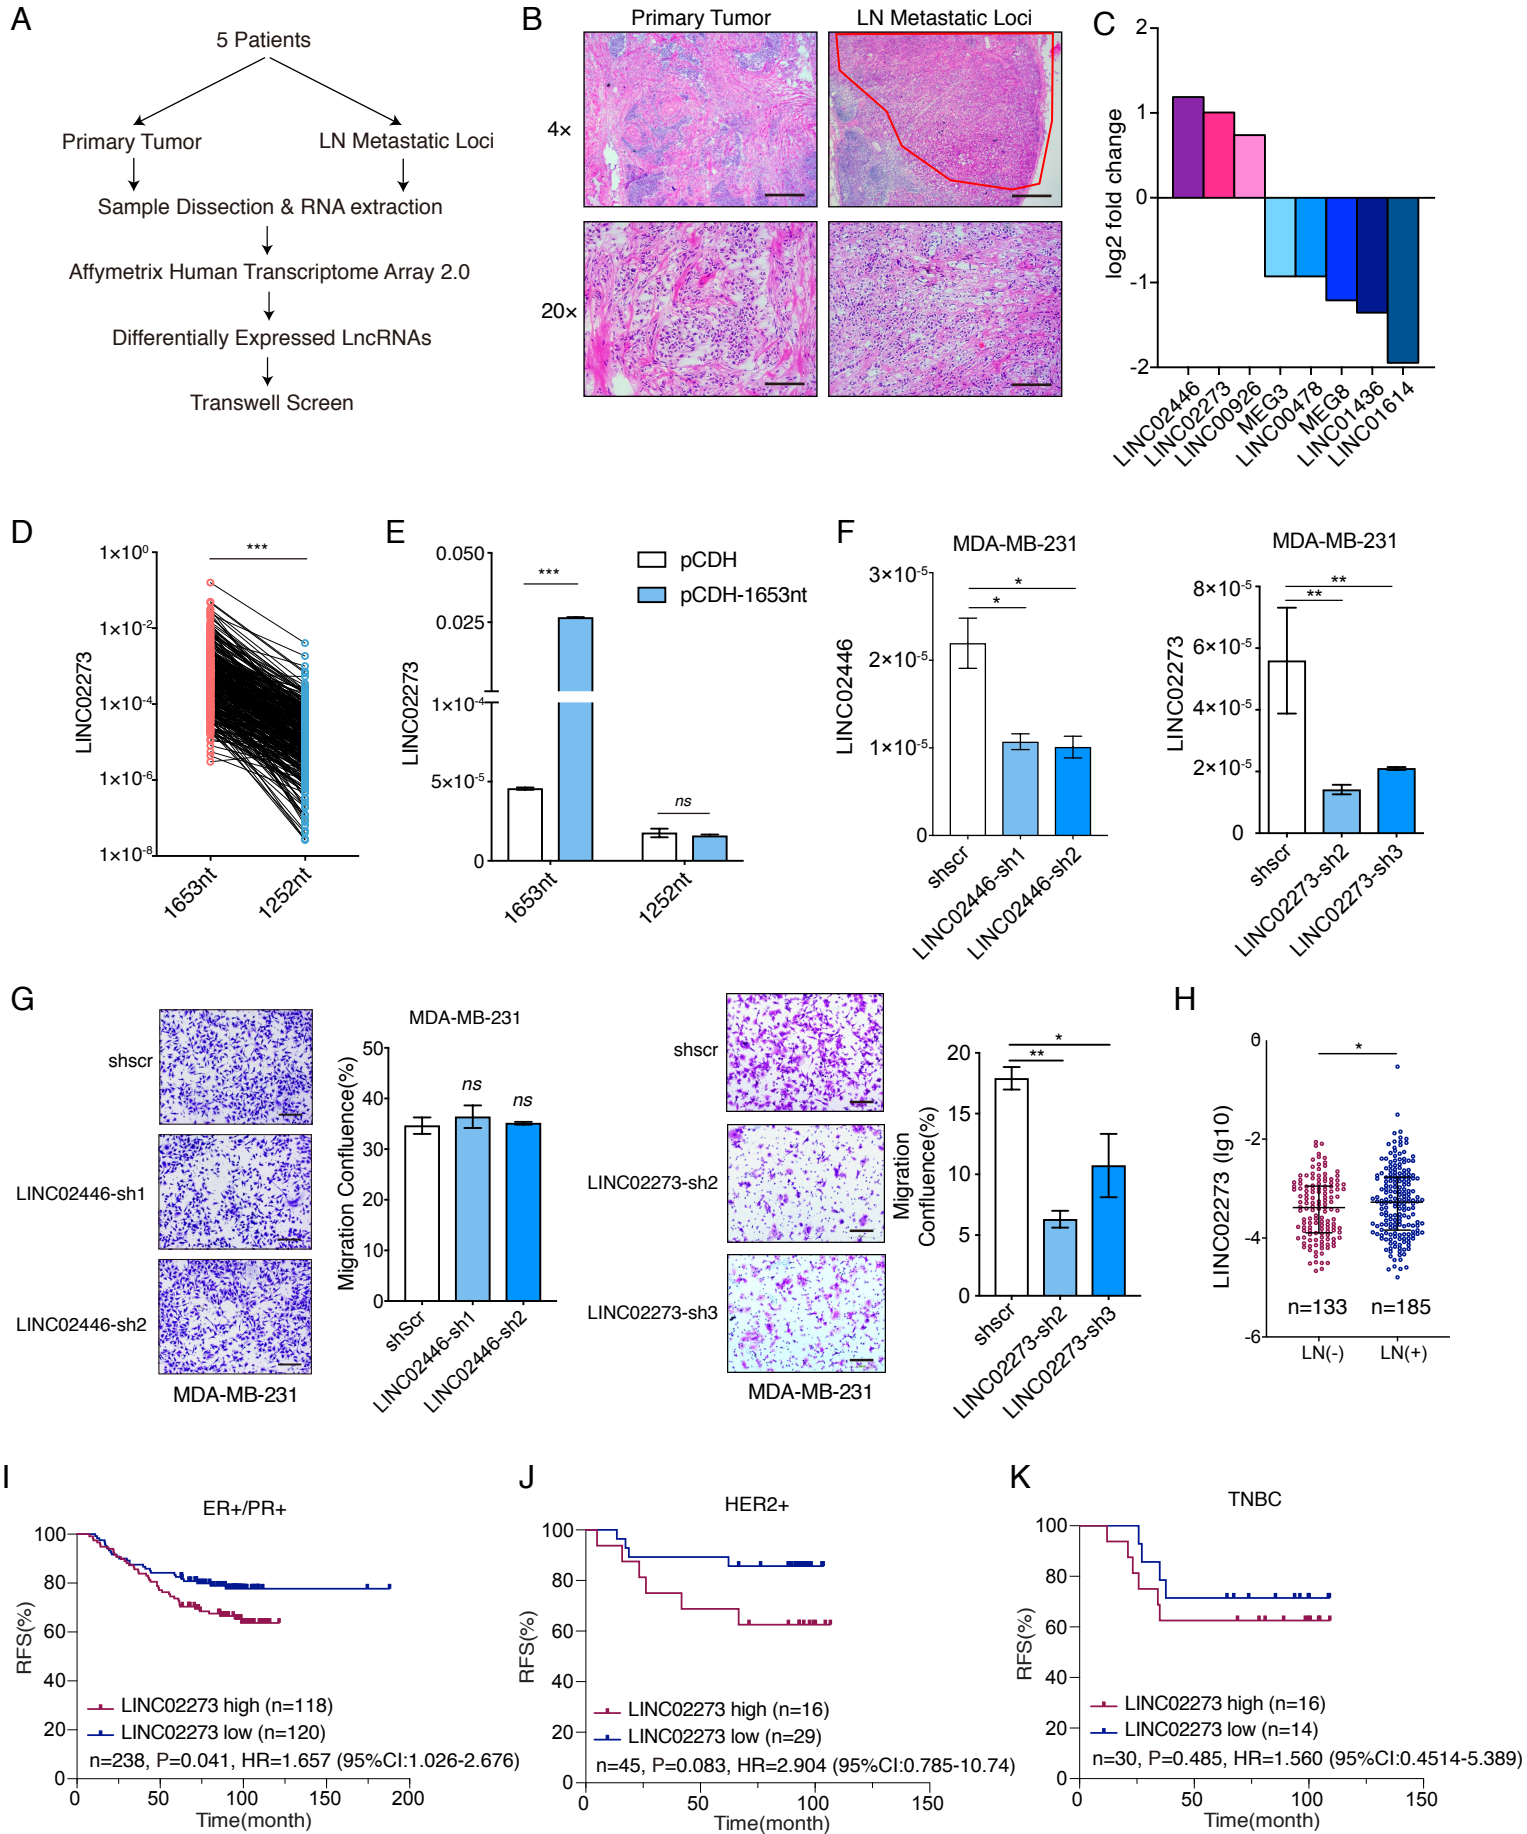 A
5 Patients
Primary Tumor
LN Metastatic Loci
Sample Dissection & RNA extraction
Affymetrix Human Transcriptome Array 2.0
Differentially Expressed LncRNAs
Transwell Screen
B
Primary Tumor
LN Metastatic Loci
4×
20×
C
log2 fold change
2
1
0
-1
-2
LINC02446
LINC02273
LINC00926
MEG3
LINC00478
MEG8
LINC01436
LINC01614
D
LINC02273
1×10⁰
1×10⁻²
1×10⁻⁴
1×10⁻⁶
1×10⁻⁸
***
1653nt
1252nt
E
LINC02273
0.050
0.025
1×10⁻⁴
5×10⁻⁵
0
***
ns
pCDH
pCDH-1653nt
1653nt
1252nt
F
MDA-MB-231
LINC02446
3×10⁻⁵
2×10⁻⁵
1×10⁻⁵
0
*
*
shscr
LINC02446-sh1
LINC02446-sh2
MDA-MB-231
LINC02273
8×10⁻⁵
6×10⁻⁵
4×10⁻⁵
2×10⁻⁵
0
**
**
shscr
LINC02273-sh2
LINC02273-sh3
G
shscr
LINC02446-sh1
LINC02446-sh2
MDA-MB-231
MDA-MB-231
Migration Confluence(%)
50
40
30
20
10
0
ns
ns
shScr
LINC02446-sh1
LINC02446-sh2
shscr
LINC02273-sh2
LINC02273-sh3
MDA-MB-231
Migration
Confluence(%)
20
15
10
5
0
*
**
shscr
LINC02273-sh2
LINC02273-sh3
H
LINC02273 (lg10)
0
-2
-4
-6
*
n=133
n=185
LN(-)
LN(+)
I
ER+/PR+
RFS(%)
100
80
60
40
20
0
LINC02273 high (n=118)
LINC02273 low (n=120)
n=238, P=0.041, HR=1.657 (95%CI:1.026-2.676)
0
50
100
150
200
Time(month)
J
HER2+
RFS(%)
100
80
60
40
20
0
LINC02273 high (n=16)
LINC02273 low (n=29)
n=45, P=0.083, HR=2.904 (95%CI:0.785-10.74)
0
50
100
150
Time(month)
K
TNBC
RFS(%)
100
80
60
40
20
0
LINC02273 high (n=16)
LINC02273 low (n=14)
n=30, P=0.485, HR=1.560 (95%CI:0.4514-5.389)
0
50
100
150
Time(month)